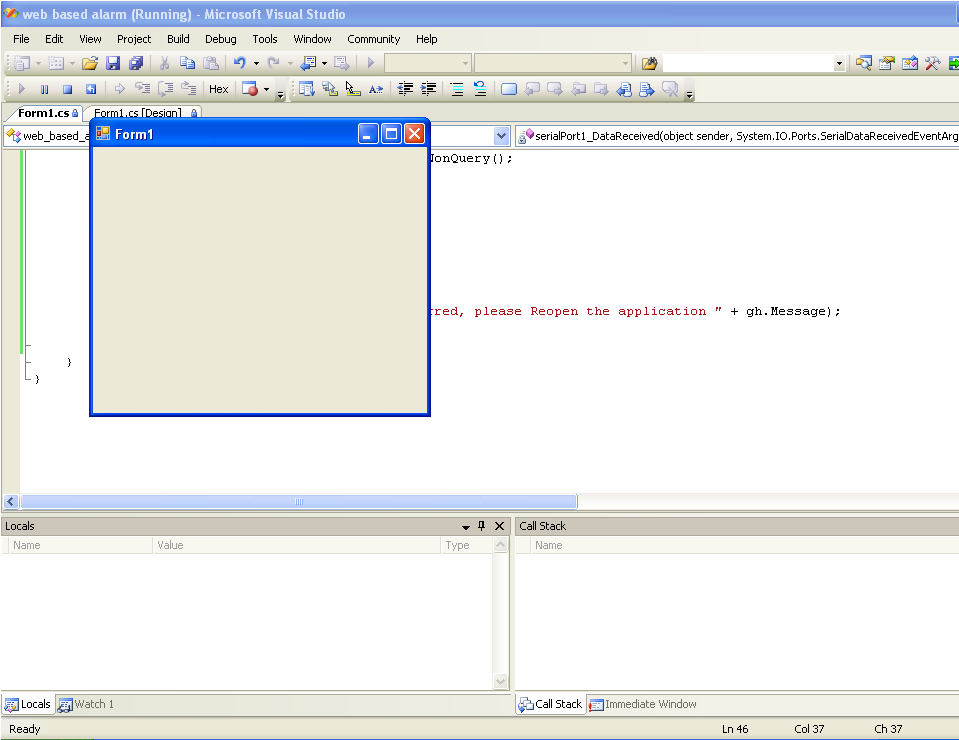 web based alarm (Running) - Microsoft Visual Studio
File Edit View Project Build Debug Tools Window Community Help
Hex
Form1.cs Form1.cs [Design]
web_based_a serialPort1_DataReceived(object sender, System.IO.Ports.SerialDataReceivedEventArg
Form1
NonQuery();
rred, please Reopen the application " + gh.Message);
}
}
Locals Call Stack
Name Value Type Name
Locals Watch 1 Call Stack Immediate Window
Ready Ln 46 Col 37 Ch 37